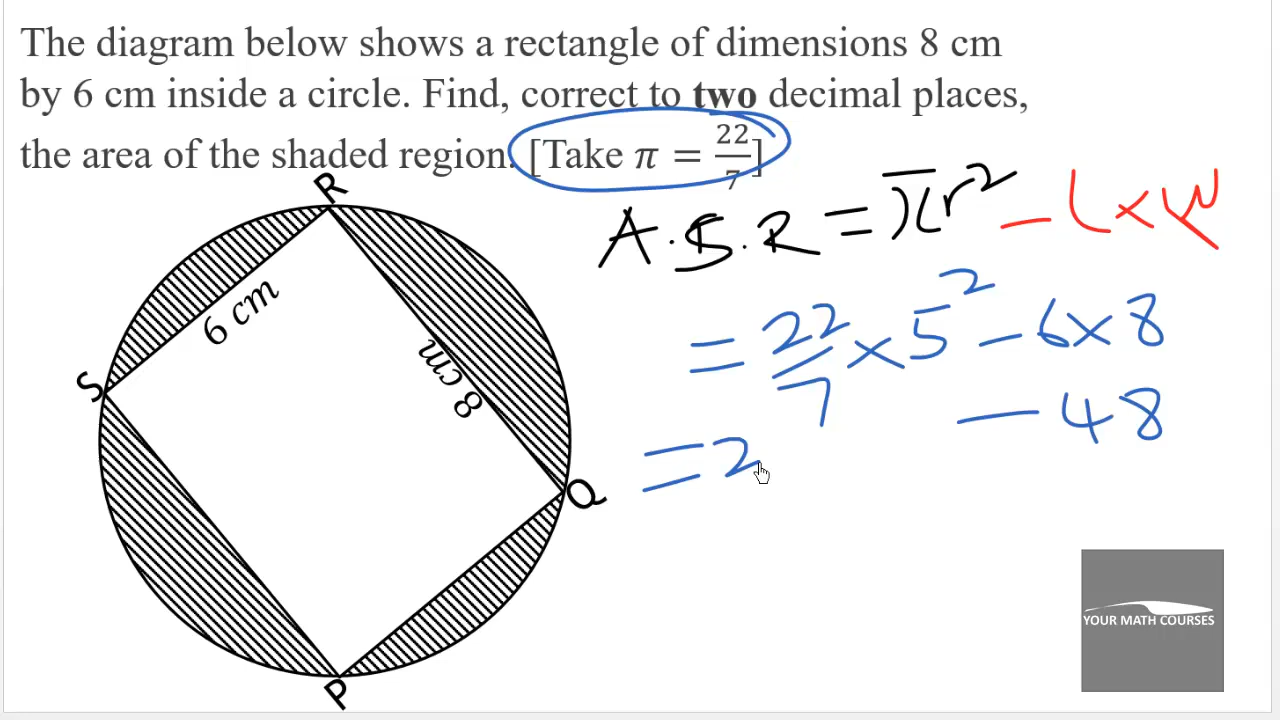 The diagram below shows a rectangle of dimensions 8 cm
by 6 cm inside a circle. Find, correct to two decimal places,
the area of the shaded region. [Take π = 22/7]
R
6 cm
8 cm
S
Q
P
A.S.R = πr² - L×W
= 22/7 × 5² - 6×8
- 48
= 2
YOUR MATH COURSES